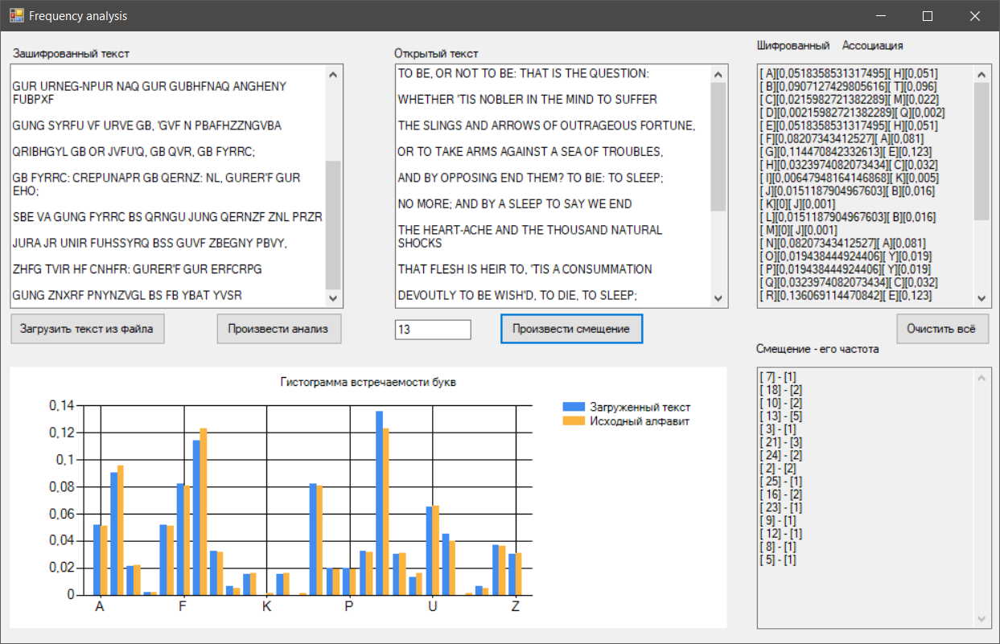 Frequency analysis
Зашифрованный текст
GUR URNEG-NPUR NAQ GUR GUBHFNAQ ANGHENY
FUBPXF
GUNG SYRFU VF URVE GB, 'GVF N PBAFHZZNGVBA
QRIBHGYL GB OR JVFU'Q, GB QVR, GB FYRRC;
GB FYRRC: CREPUNAPR GB QERNZ: NL, GURER'F GUR
EHO;
SBE VA GUNG FYRRC BS QRNGU JUNG QERNZF ZNL PRZR
JURA JR UNIR FUHSSYRQ BSS GUVF ZBEGNY PBVY,
ZHFG TVIR HF CNHFR: GURER'F GUR ERFCRPG
GUNG ZNXRF PNYNZVGL BS FB YBAT YVSR
Загрузить текст из файла
Произвести анализ
Открытый текст
TO BE, OR NOT TO BE: THAT IS THE QUESTION:
WHETHER 'TIS NOBLER IN THE MIND TO SUFFER
THE SLINGS AND ARROWS OF OUTRAGEOUS FORTUNE,
OR TO TAKE ARMS AGAINST A SEA OF TROUBLES,
AND BY OPPOSING END THEM? TO BIE: TO SLEEP;
NO MORE; AND BY A SLEEP TO SAY WE END
THE HEART-ACHE AND THE THOUSAND NATURAL
SHOCKS
THAT FLESH IS HEIR TO, 'TIS A CONSUMMATION
DEVOUTLY TO BE WISH'D, TO DIE, TO SLEEP;
13
Произвести смещение
Шифрованный Ассоциация
[ A][0,0518358531317495][ H][0,051]
[ B][0,0907127429805616][ T][0,096]
[ C][0,0215982721382289][ M][0,022]
[ D][0,00215982721382289][ Q][0,002]
[ E][0,0518358531317495][ H][0,051]
[ F][0,08207343412527][ A][0,081]
[ G][0,114470842332613][ E][0,123]
[ H][0,0323974082073434][ C][0,032]
[ I][0,00647948164146868][ K][0,005]
[ J][0,0151187904967603][ B][0,016]
[ K][0][ J][0,001]
[ L][0,0151187904967603][ B][0,016]
[ M][0][ J][0,001]
[ N][0,08207343412527][ A][0,081]
[ O][0,019438444924406][ Y][0,019]
[ P][0,019438444924406][ Y][0,019]
[ Q][0,0323974082073434][ C][0,032]
[ R][0,136069114470842][ E][0,123]
Очистить всё
Смещение - его частота
[ 7] - [1]
[ 18] - [2]
[ 10] - [2]
[ 13] - [5]
[ 3] - [1]
[ 21] - [3]
[ 24] - [2]
[ 2] - [2]
[ 25] - [1]
[ 16] - [2]
[ 23] - [1]
[ 9] - [1]
[ 12] - [1]
[ 8] - [1]
[ 5] - [1]
Гистограмма встречаемости букв
0,14
0,12
0,1
0,08
0,06
0,04
0,02
0
A F K P U Z
Загруженный текст
Исходный алфавит